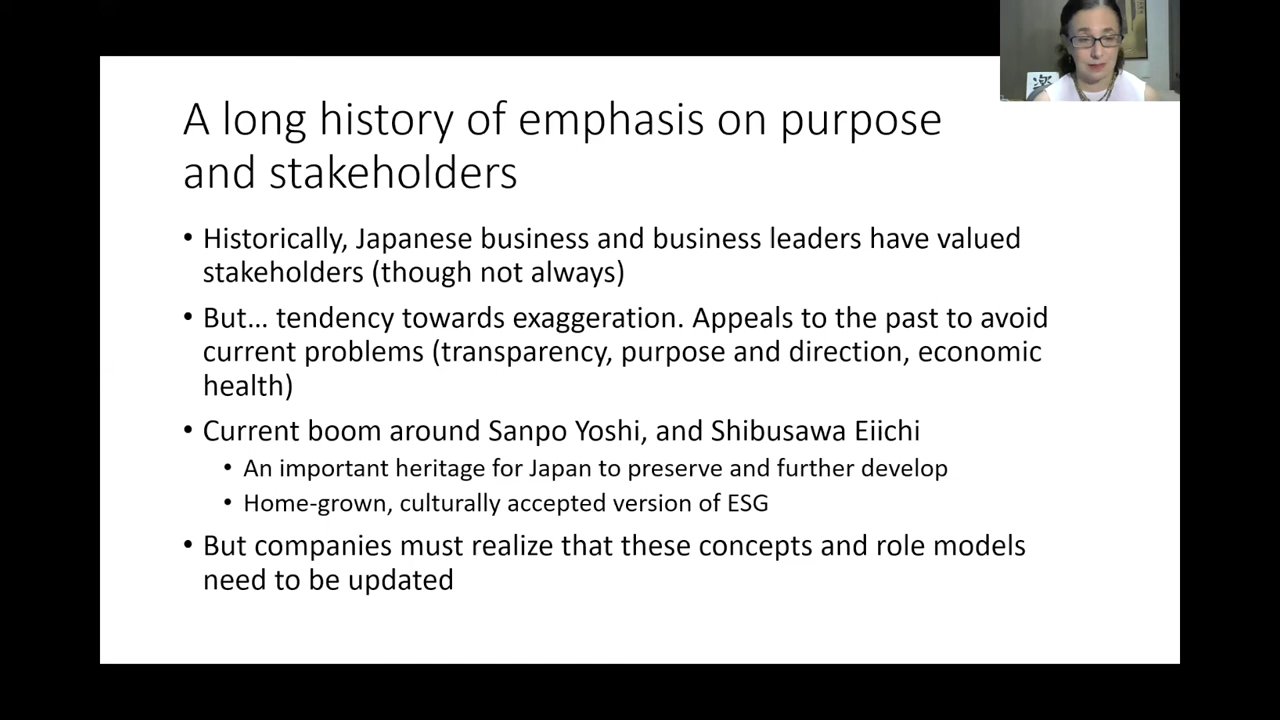 A long history of emphasis on purpose
and stakeholders
• Historically, Japanese business and business leaders have valued
stakeholders (though not always)
• But... tendency towards exaggeration. Appeals to the past to avoid
current problems (transparency, purpose and direction, economic
health)
• Current boom around Sanpo Yoshi, and Shibusawa Eiichi
• An important heritage for Japan to preserve and further develop
• Home-grown, culturally accepted version of ESG
• But companies must realize that these concepts and role models
need to be updated